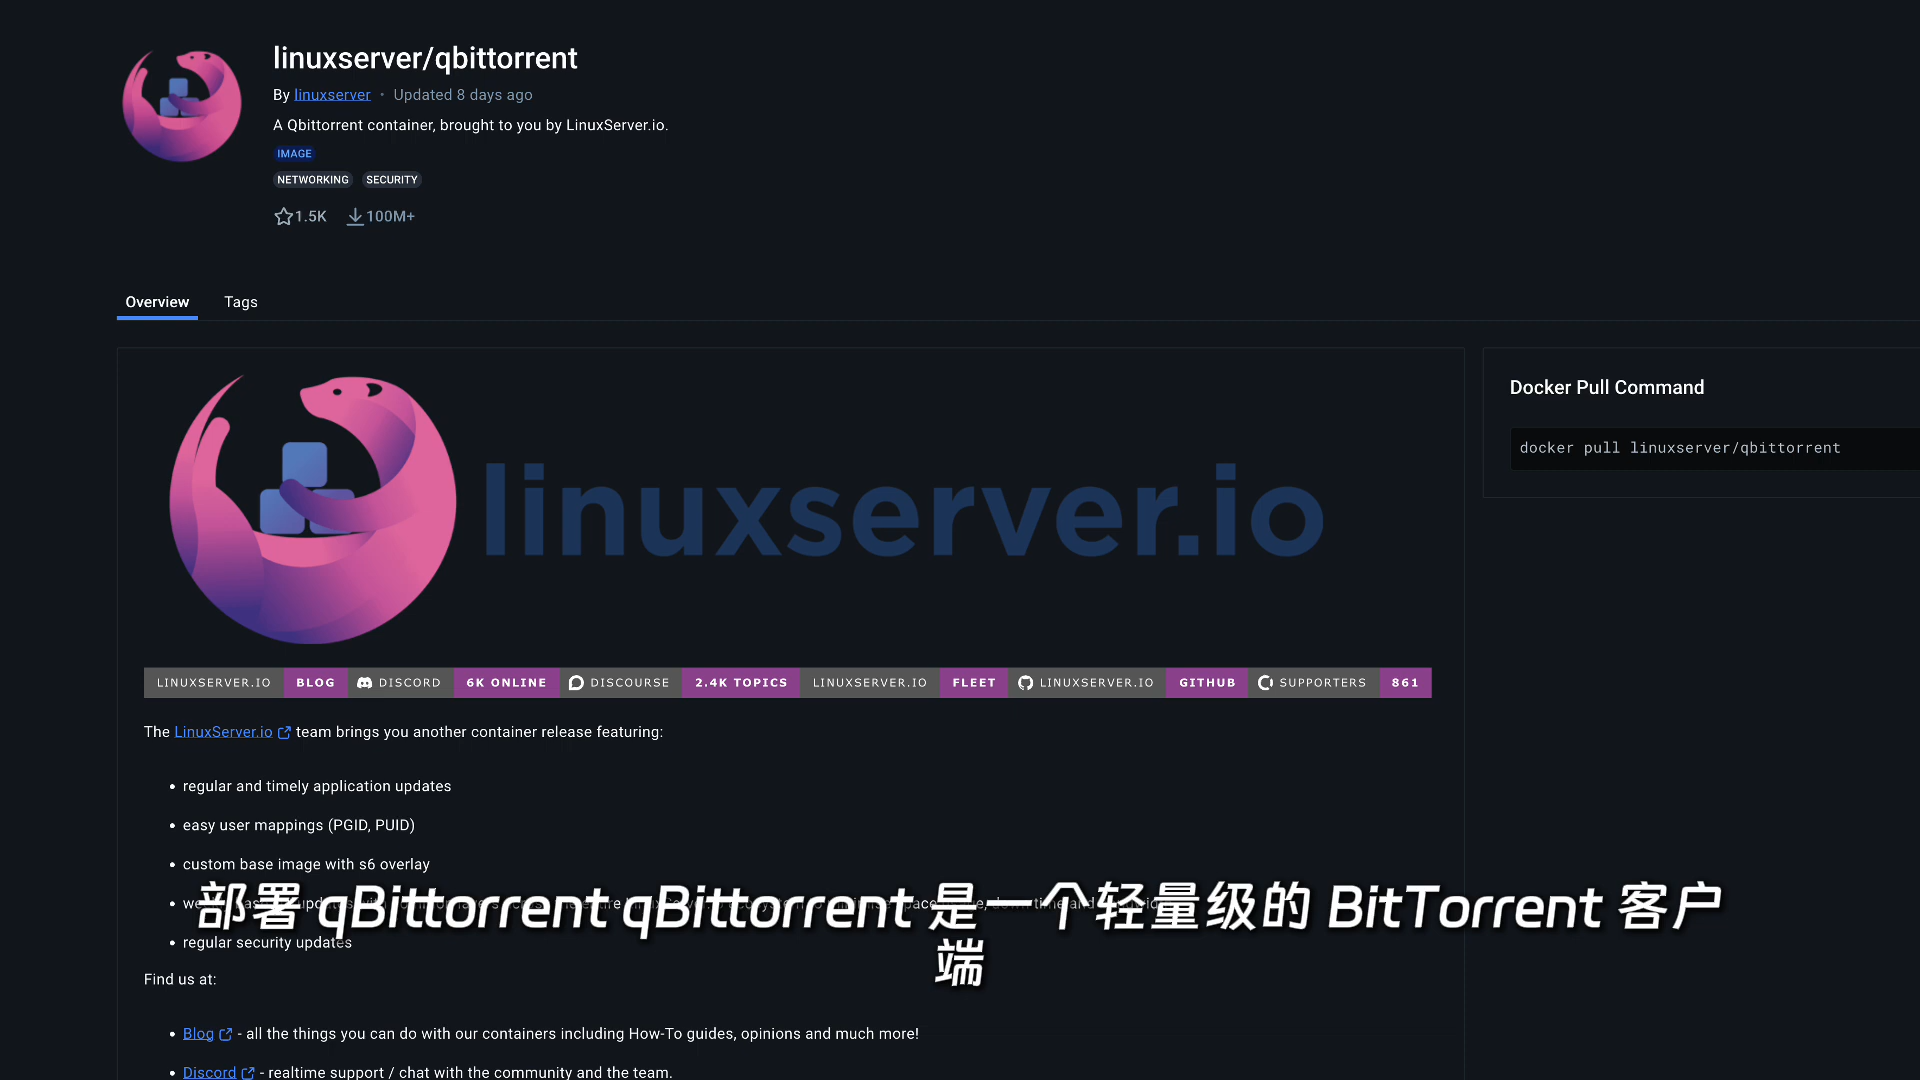 linuxserver/qbittorrent
By linuxserver · Updated 8 days ago
A Qbittorrent container, brought to you by LinuxServer.io.
IMAGE
NETWORKING SECURITY
1.5K 100M+
Overview Tags
linuxserver.io
Docker Pull Command
docker pull linuxserver/qbittorrent
LINUXSERVER.IO BLOG DISCORD 6K ONLINE DISCOURSE 2.4K TOPICS LINUXSERVER.IO FLEET LINUXSERVER.IO GITHUB SUPPORTERS 861
The LinuxServer.io team brings you another container release featuring:
• regular and timely application updates
• easy user mappings (PGID, PUID)
• custom base image with s6 overlay
部署 qBittorrent qBittorrent 是一个轻量级的 BitTorrent 客户
端
• regular security updates
Find us at:
• Blog - all the things you can do with our containers including How-To guides, opinions and much more!
• Discord - realtime support / chat with the community and the team.